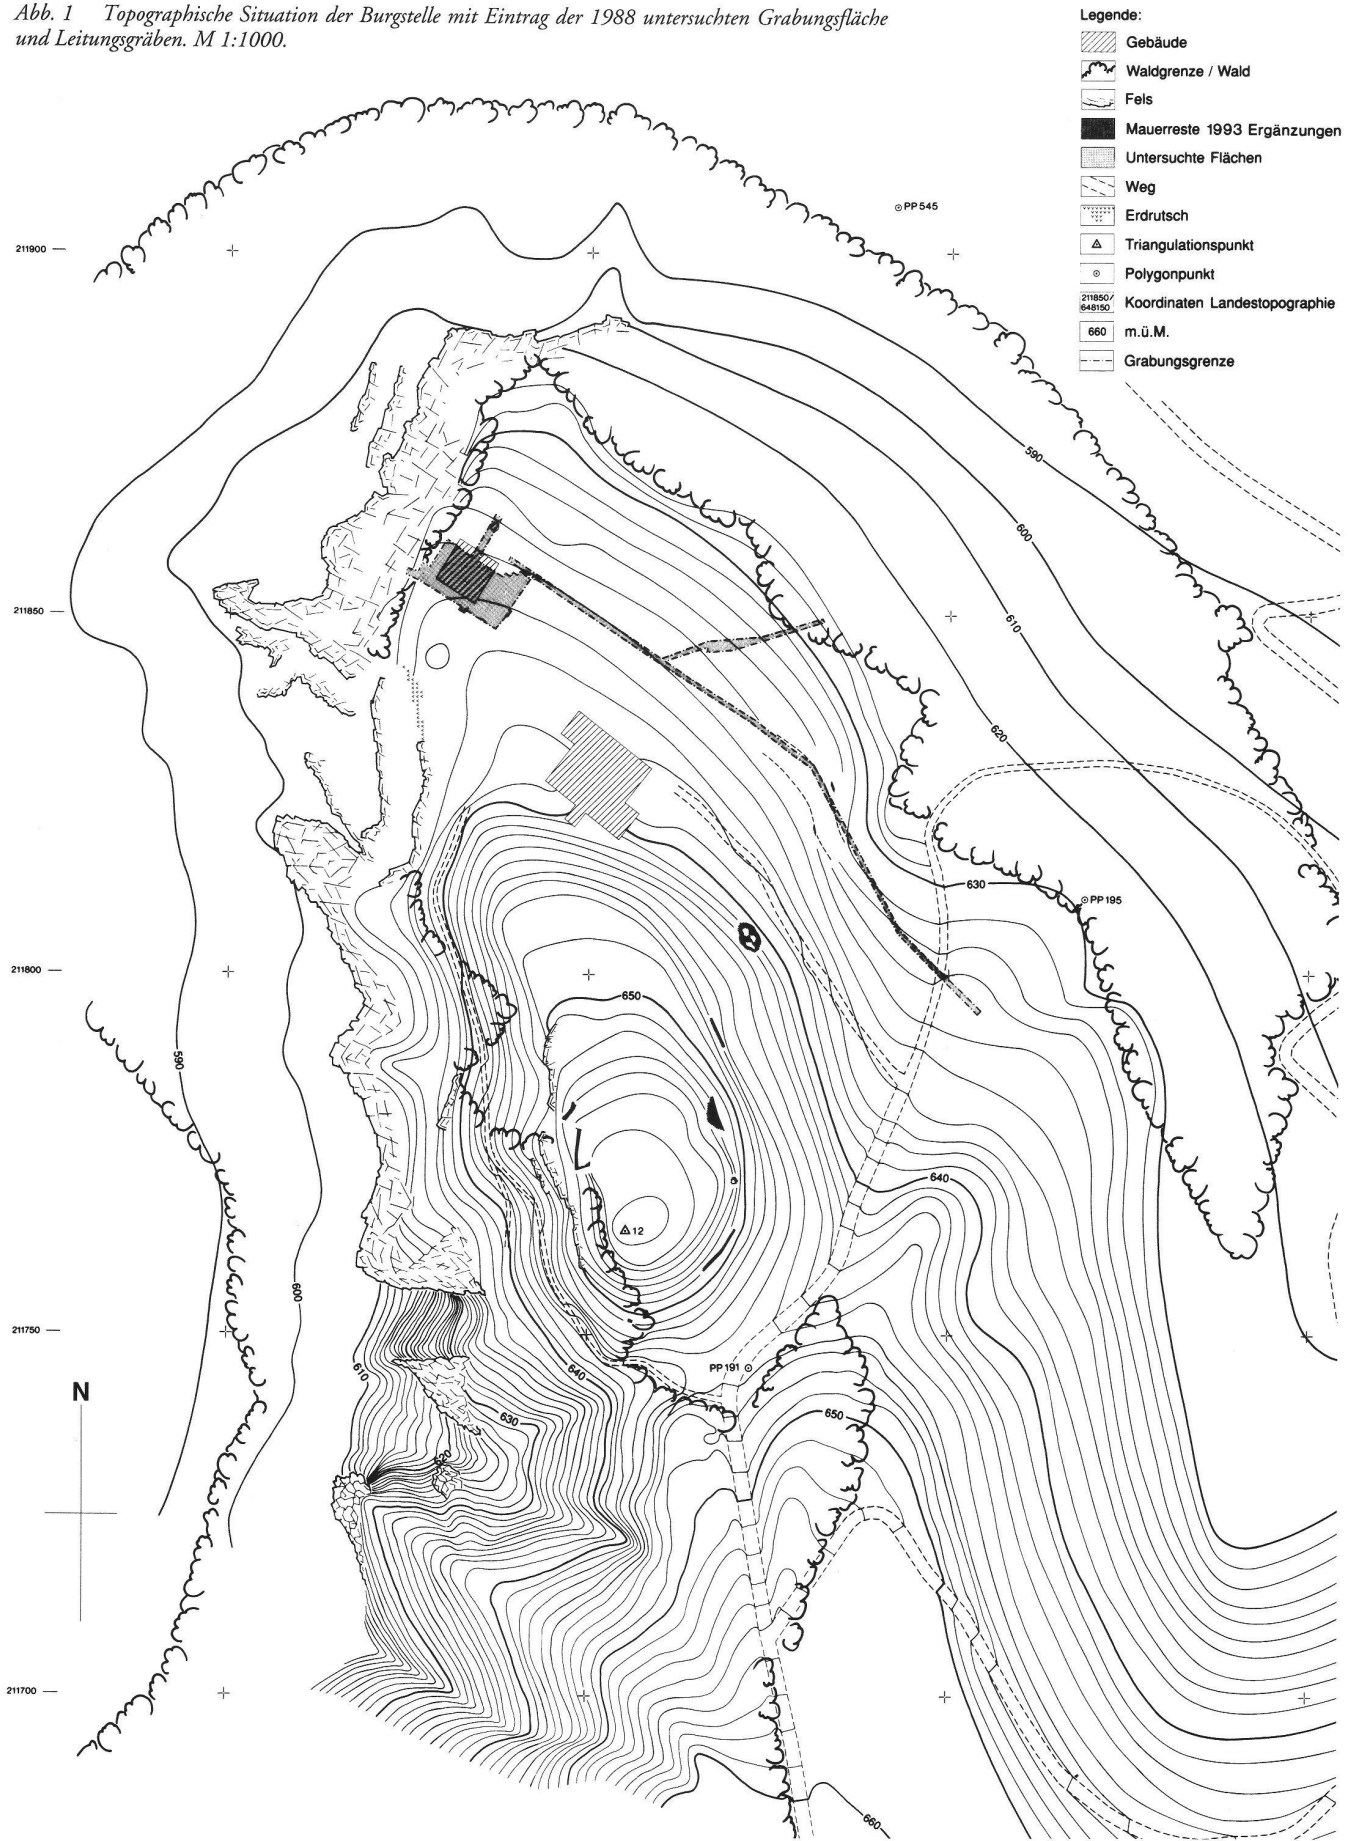 Abb. 1 Topographische Situation der Burgstelle mit Eintrag der 1988 untersuchten Grabungsfläche
und Leitungsgräben. M 1:1000.
Legende:
Gebäude
Waldgrenze / Wald
Fels
Mauerreste 1993 Ergänzungen
Untersuchte Flächen
Weg
Erdrutsch
Triangulationspunkt
Polygonpunkt
211850/
648150
Koordinaten Landestopographie
660
m.ü.M.
Grabungsgrenze
PP 545
211900
590
600
211850
610
620
630
PP 195
211800
650
590
640
12
600
211750
PP 191
610
640
650
630
N
620
211700
660